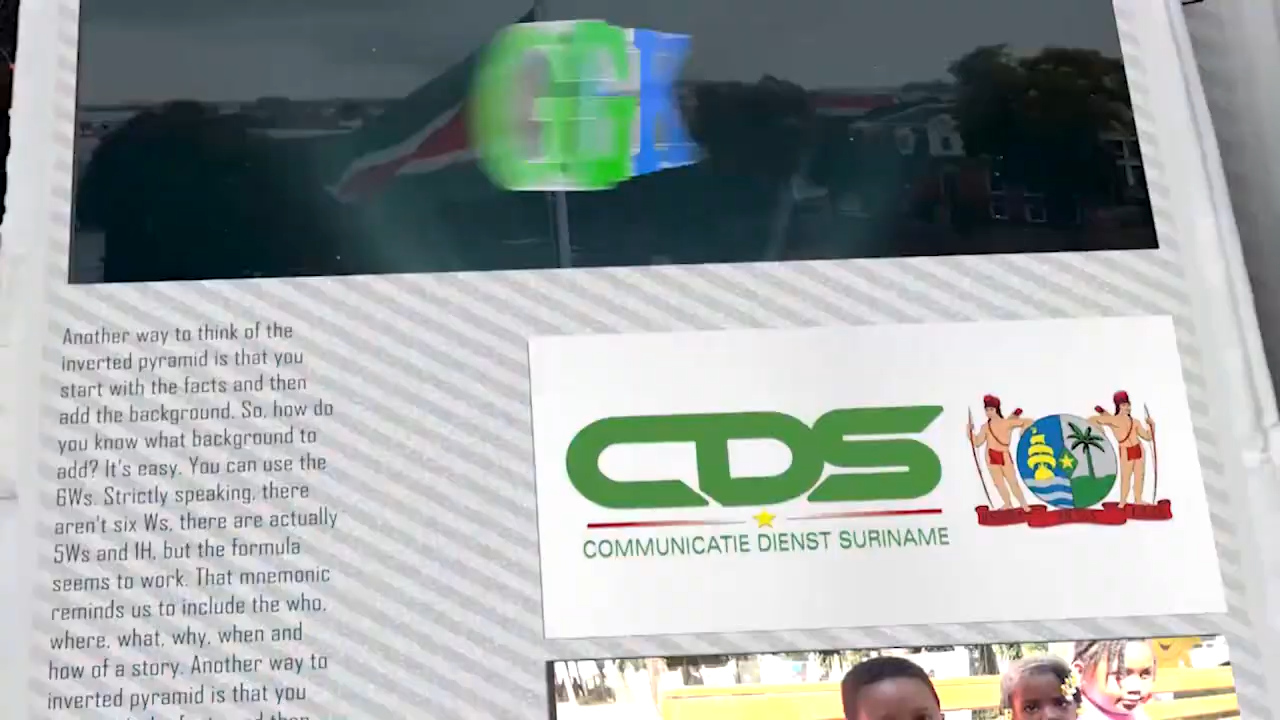 Another way to think of the
inverted pyramid is that you
start with the facts and then
add the background. So, how do
you know what background to
add? It's easy. You can use the
6Ws. Strictly speaking, there
aren't six Ws, there are actually
5Ws and 1H, but the formula
seems to work. That mnemonic
reminds us to include the who,
where, what, why, when and
how of a story. Another way to
inverted pyramid is that you
CDS
COMMUNICATIE DIENST SURINAME